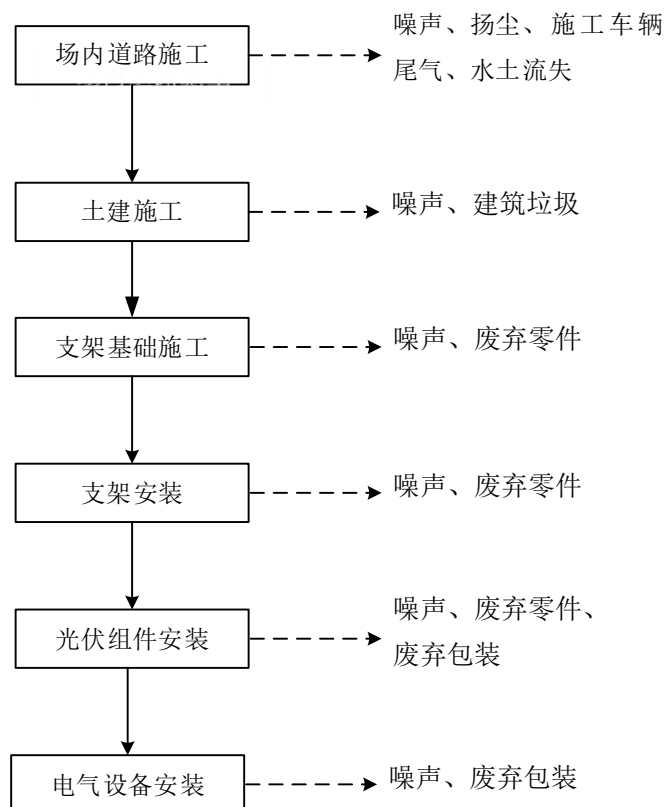 场内道路施工
噪声、扬尘、施工车辆
尾气、水土流失
土建施工
噪声、建筑垃圾
支架基础施工
噪声、废弃零件
支架安装
噪声、废弃零件
光伏组件安装
噪声、废弃零件、
废弃包装
电气设备安装
噪声、废弃包装